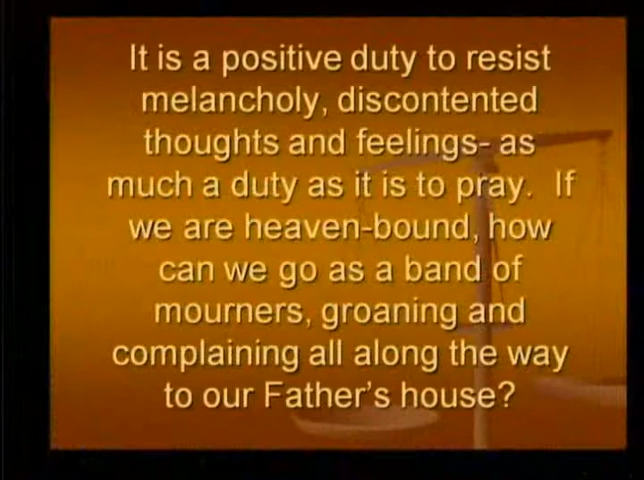 It is a positive duty to resist
melancholy, discontented
thoughts and feelings- as
much a duty as it is to pray.  If
we are heaven-bound, how
can we go as a band of
mourners, groaning and
complaining all along the way
to our Father's house?